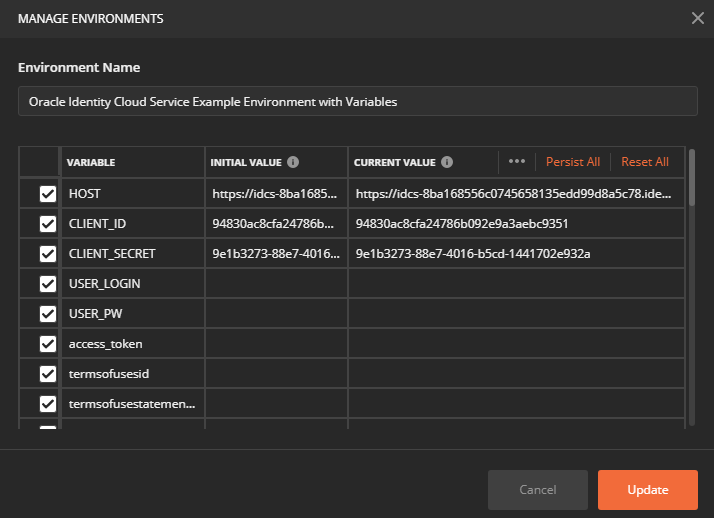 MANAGE ENVIRONMENTS
Environment Name
Oracle Identity Cloud Service Example Environment with Variables
VARIABLE INITIAL VALUE CURRENT VALUE Persist All Reset All
HOST https://idcs-8ba1685... https://idcs-8ba168556c0745658135edd99d8a5c78.ide...
CLIENT_ID 94830ac8cfa24786b... 94830ac8cfa24786b092e9a3aebc9351
CLIENT_SECRET 9e1b3273-88e7-4016... 9e1b3273-88e7-4016-b5cd-1441702e932a
USER_LOGIN
USER_PW
access_token
termsofusesid
termsofusestatemen...
Cancel Update